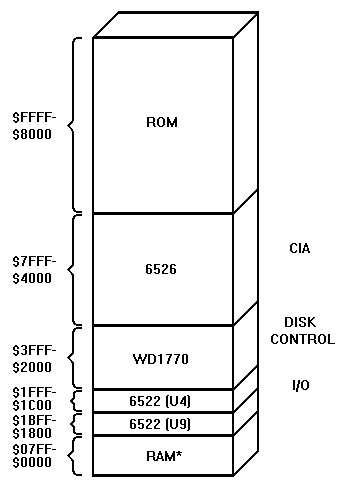 $FFFF-
$8000
ROM
$7FFF-
$4000
6526
CIA
$3FFF-
$2000
WD1770
DISK
CONTROL
$1FFF-
$1C00
6522 (U4)
I/O
$1BFF-
$1800
6522 (U9)
$07FF-
$0000
RAM*